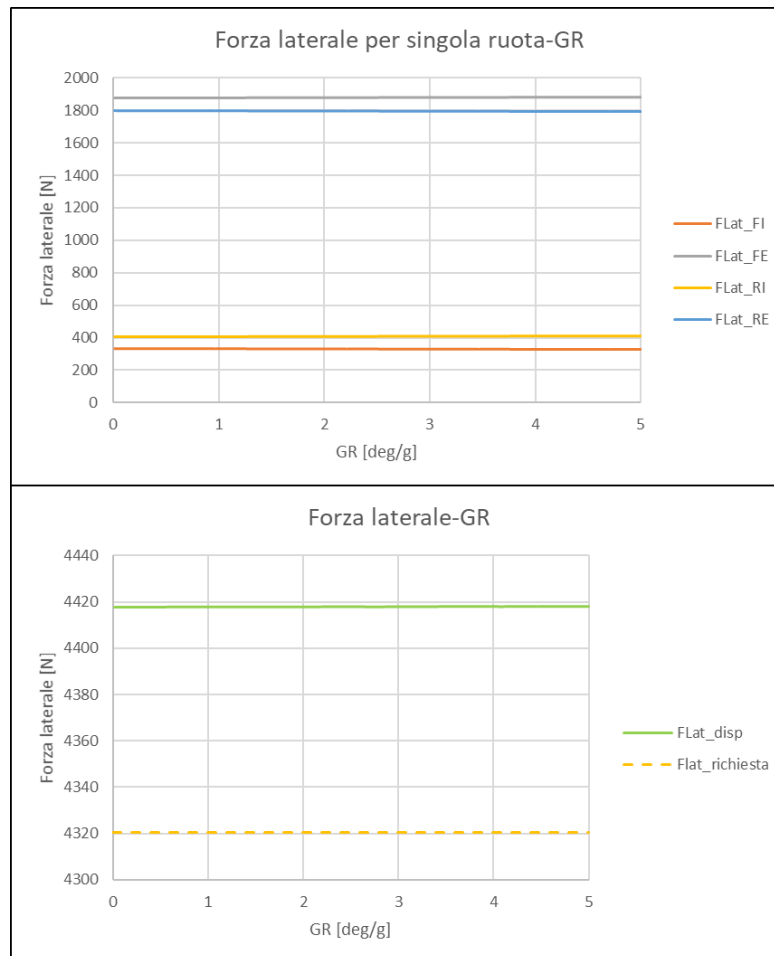 Forza laterale per singola ruota-GR
Forza laterale [N]
2000
1800
1600
1400
1200
1000
800
600
400
200
0
0 1 2 3 4 5
GR [deg/g]
FLat_FI
FLat_FE
FLat_RI
FLat_RE
Forza laterale-GR
Forza laterale [N]
4440
4420
4400
4380
4360
4340
4320
4300
0 1 2 3 4 5
GR [deg/g]
FLat_disp
Flat_richiesta